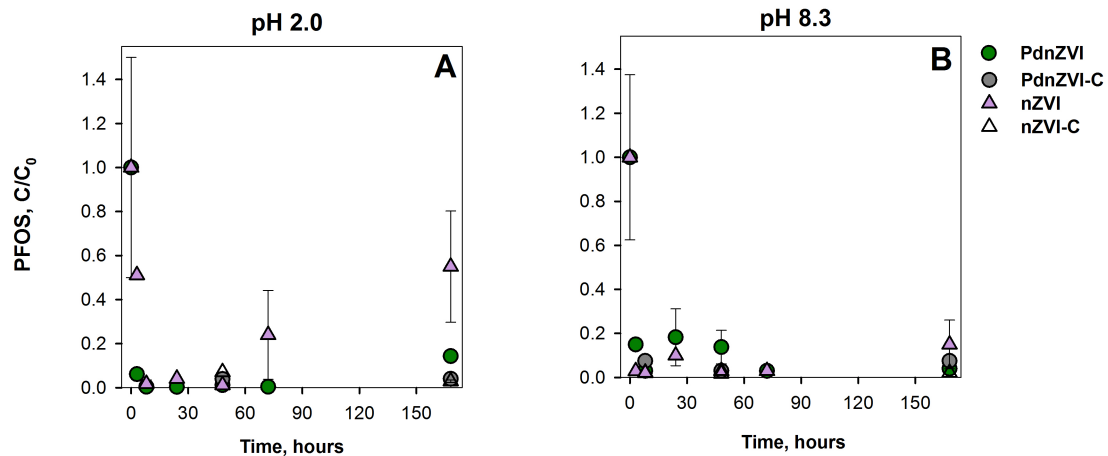 pH 2.0
A
PFOS, C/C0
1.4
1.2
1.0
0.8
0.6
0.4
0.2
0.0
0 30 60 90 120 150
Time, hours
pH 8.3
B
1.4
1.2
1.0
0.8
0.6
0.4
0.2
0.0
0 30 60 90 120 150
Time, hours
PdnZVI
PdnZVI-C
nZVI
nZVI-C